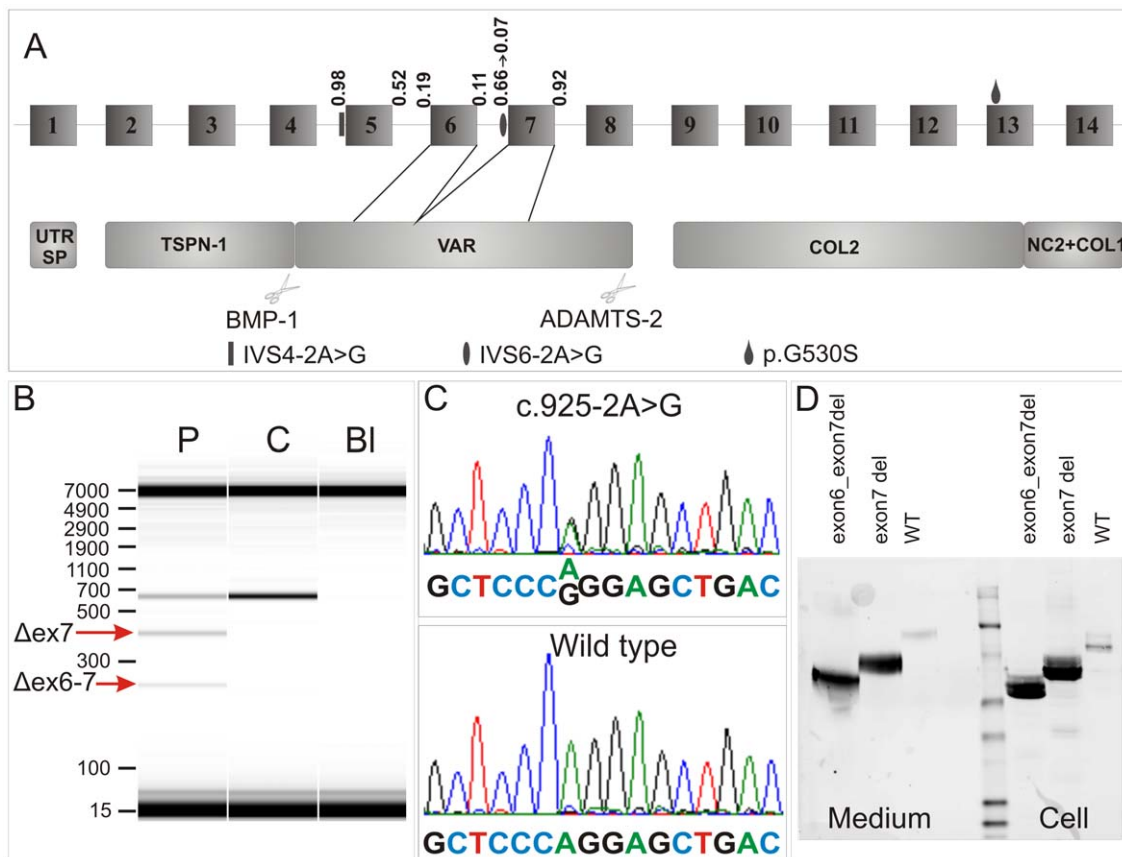 A
0.98 0.52 0.19 0.11 0.66→0.07 0.92
1 2 3 4 5 6 7 8 9 10 11 12 13 14
UTR SP TSPN-1 VAR COL2 NC2+COL1
BMP-1 ADAMTS-2
IVS4-2A>G IVS6-2A>G p.G530S
B
P C Bl
7000
4900
2900
1900
1100
700
500
Δex7
300
Δex6-7
100
15
C
c.925-2A>G
A
GCTCCCGGGAGCTGAC
Wild type
GCTCCCAGGAGCTGAC
D
exon6_exon7del exon7 del WT exon6_exon7del exon7 del WT
Medium Cell